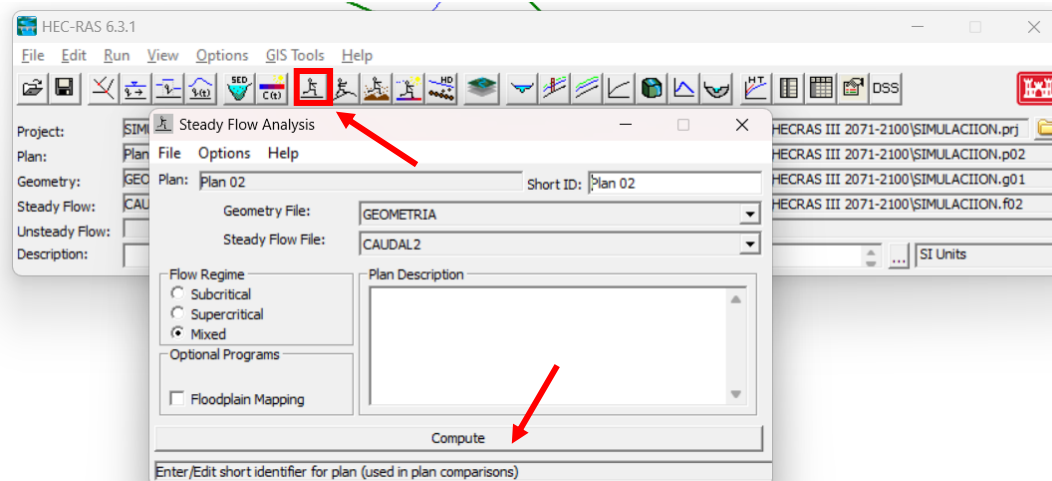 HEC-RAS 6.3.1
File Edit Run View Options GIS Tools Help
SED C(t) HD HT. DSS
Project: SIM HECRAS III 2071-2100\SIMULACIION.prj
Plan: Plan HECRAS III 2071-2100\SIMULACIION.p02
Geometry: GEO HECRAS III 2071-2100\SIMULACIION.g01
Steady Flow: CAU HECRAS III 2071-2100\SIMULACIION.f02
Unsteady Flow:
Description: ... SI Units
Steady Flow Analysis
File Options Help
Plan: Plan 02 Short ID: Plan 02
Geometry File: GEOMETRIA
Steady Flow File: CAUDAL2
Flow Regime
Subcritical
Supercritical
Mixed
Plan Description
Optional Programs
Floodplain Mapping
Compute
Enter/Edit short identifier for plan (used in plan comparisons)